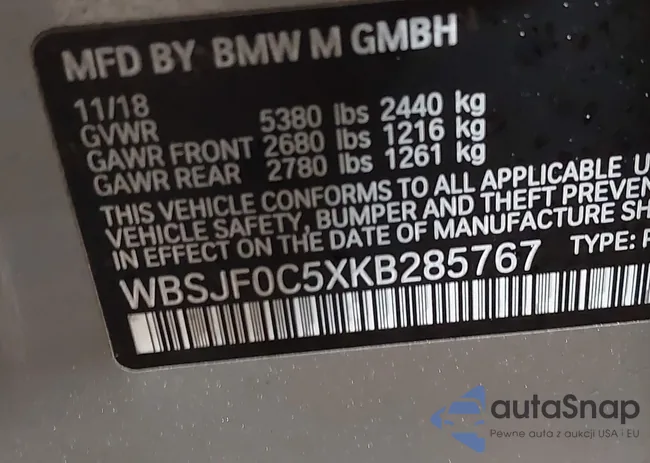 MFD BY BMW M GMBH
11/18
GVWR 5380 lbs 2440 kg
GAWR FRONT 2680 lbs 1216 kg
GAWR REAR 2780 lbs 1261 kg
THIS VEHICLE CONFORMS TO ALL APPLICABLE U
VEHICLE SAFETY, BUMPER AND THEFT PREVEN
IN EFFECT ON THE DATE OF MANUFACTURE SH
WBSJF0C5XKB285767 TYPE: P
autaSnap
Pewne auta z aukcji USA i EU